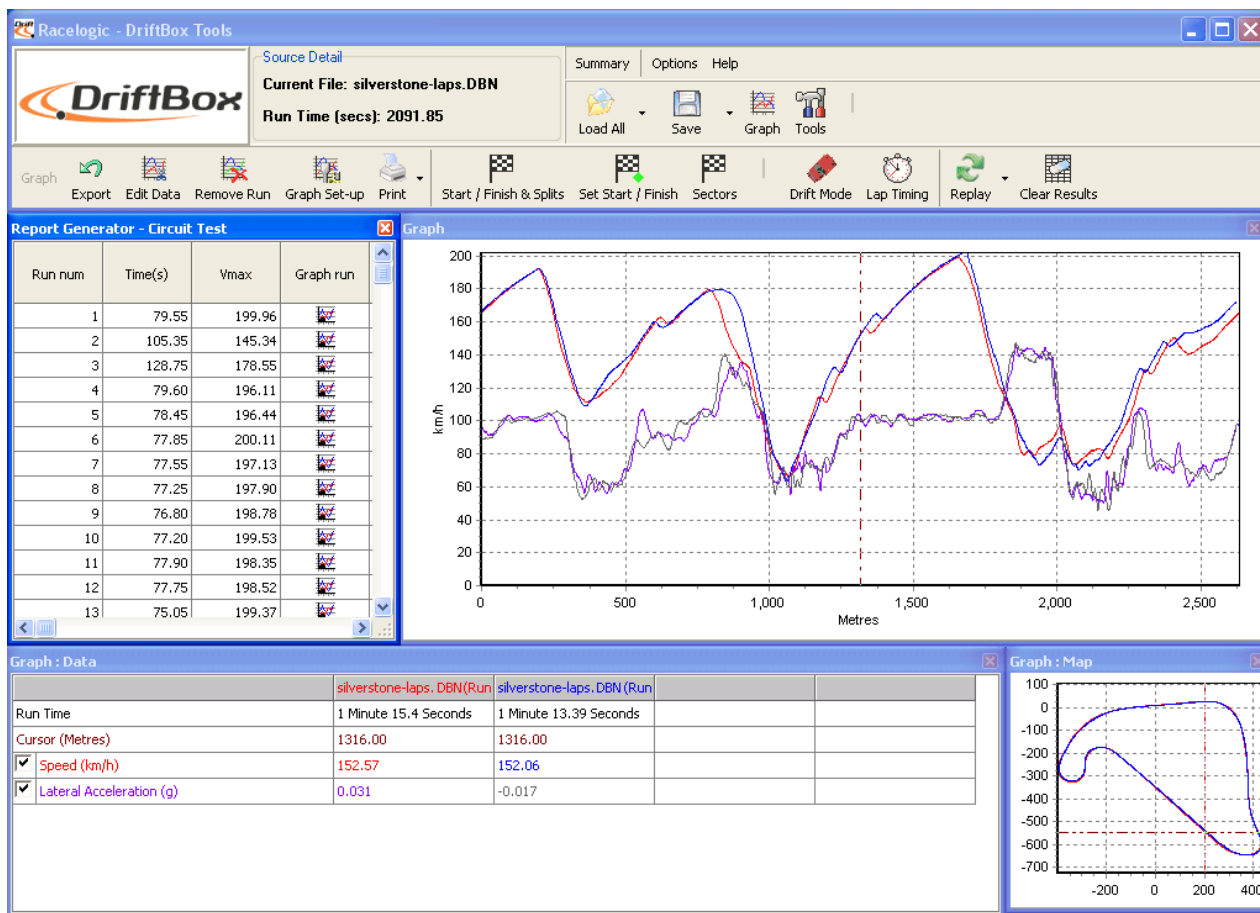 Racelogic - DriftBox Tools
DriftBox
Source Detail
Current File: silverstone-laps.DBN
Run Time (secs): 2091.85
Summary Options Help
Load All Save Graph Tools
Graph Export Edit Data Remove Run Graph Set-up Print Start / Finish & Splits Set Start / Finish Sectors Drift Mode Lap Timing Replay Clear Results
Report Generator - Circuit Test
Run num Time(s) Vmax Graph run
1 79.55 199.96
2 105.35 145.34
3 128.75 178.55
4 79.60 196.11
5 78.45 196.44
6 77.85 200.11
7 77.55 197.13
8 77.25 197.90
9 76.80 198.78
10 77.20 199.53
11 77.90 198.35
12 77.75 198.52
13 75.05 199.37
Graph
200
180
160
140
120
100
80
60
40
20
0
km/h
0 500 1,000 1,500 2,000 2,500
Metres
Graph : Data
silverstone-laps.DBN (Run silverstone-laps.DBN (Run
Run Time 1 Minute 15.4 Seconds 1 Minute 13.39 Seconds
Cursor (Metres) 1316.00 1316.00
Speed (km/h) 152.57 152.06
Lateral Acceleration (g) 0.031 -0.017
Graph : Map
100
0
-100
-200
-300
-400
-500
-600
-700
-200 0 200 400